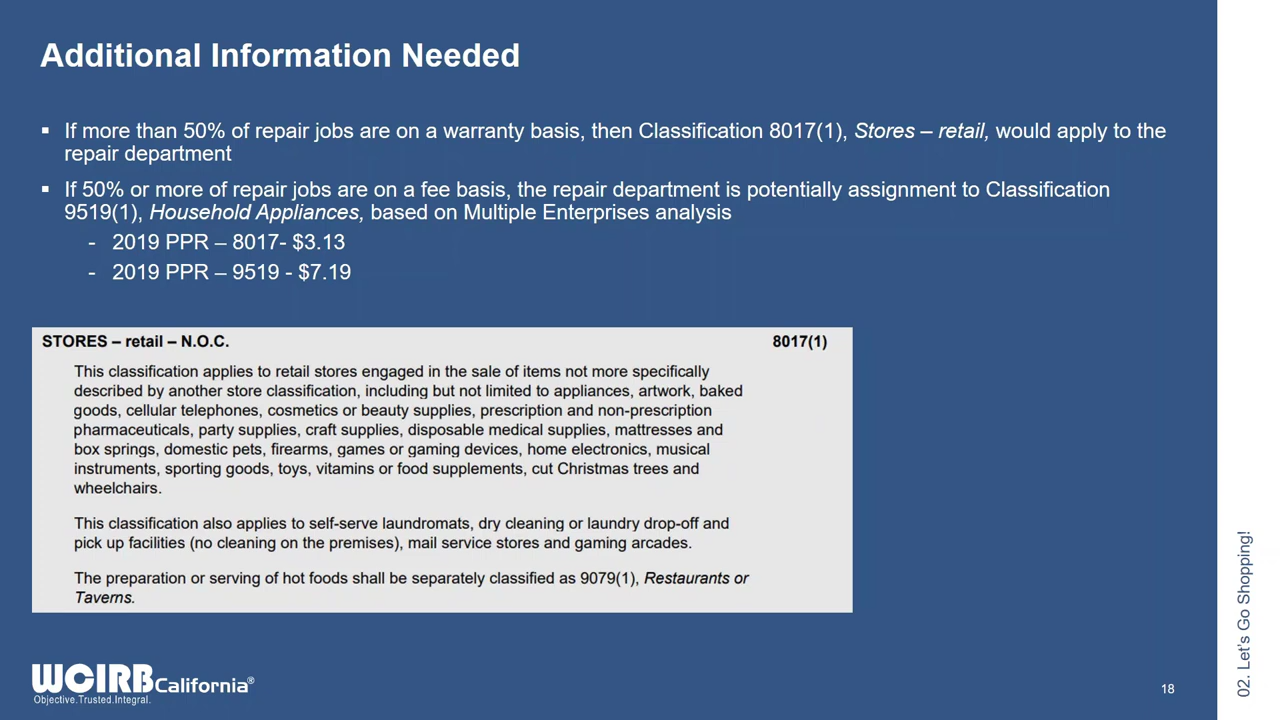 Additional Information Needed
▪ If more than 50% of repair jobs are on a warranty basis, then Classification 8017(1), Stores – retail, would apply to the
repair department
▪ If 50% or more of repair jobs are on a fee basis, the repair department is potentially assignment to Classification
9519(1), Household Appliances, based on Multiple Enterprises analysis
- 2019 PPR – 8017- $3.13
- 2019 PPR – 9519 - $7.19
STORES – retail – N.O.C. 8017(1)
This classification applies to retail stores engaged in the sale of items not more specifically
described by another store classification, including but not limited to appliances, artwork, baked
goods, cellular telephones, cosmetics or beauty supplies, prescription and non-prescription
pharmaceuticals, party supplies, craft supplies, disposable medical supplies, mattresses and
box springs, domestic pets, firearms, games or gaming devices, home electronics, musical
instruments, sporting goods, toys, vitamins or food supplements, cut Christmas trees and
wheelchairs.
This classification also applies to self-serve laundromats, dry cleaning or laundry drop-off and
pick up facilities (no cleaning on the premises), mail service stores and gaming arcades.
The preparation or serving of hot foods shall be separately classified as 9079(1), Restaurants or
Taverns.
WCIRB California®
Objective.Trusted.Integral.
18
02. Let's Go Shopping!